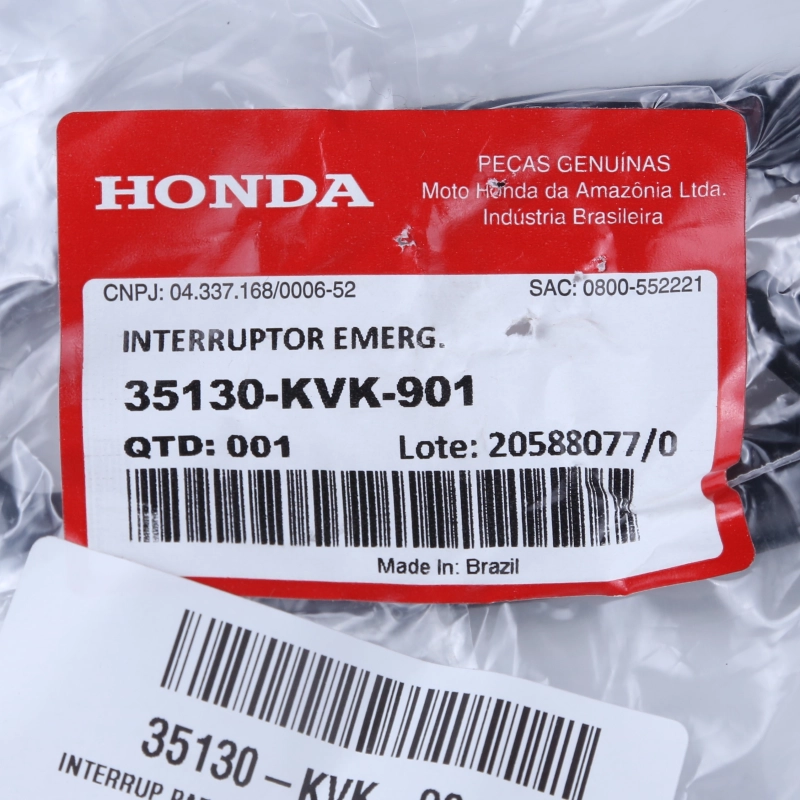 HONDA
PEÇAS GENUÍNAS
Moto Honda da Amazônia Ltda.
Indústria Brasileira
CNPJ: 04.337.168/0006-52
SAC: 0800-552221
INTERRUPTOR EMERG.
35130-KVK-901
QTD: 001
Lote: 20588077/0
Made In: Brazil
35130-KVK
INTERRUP